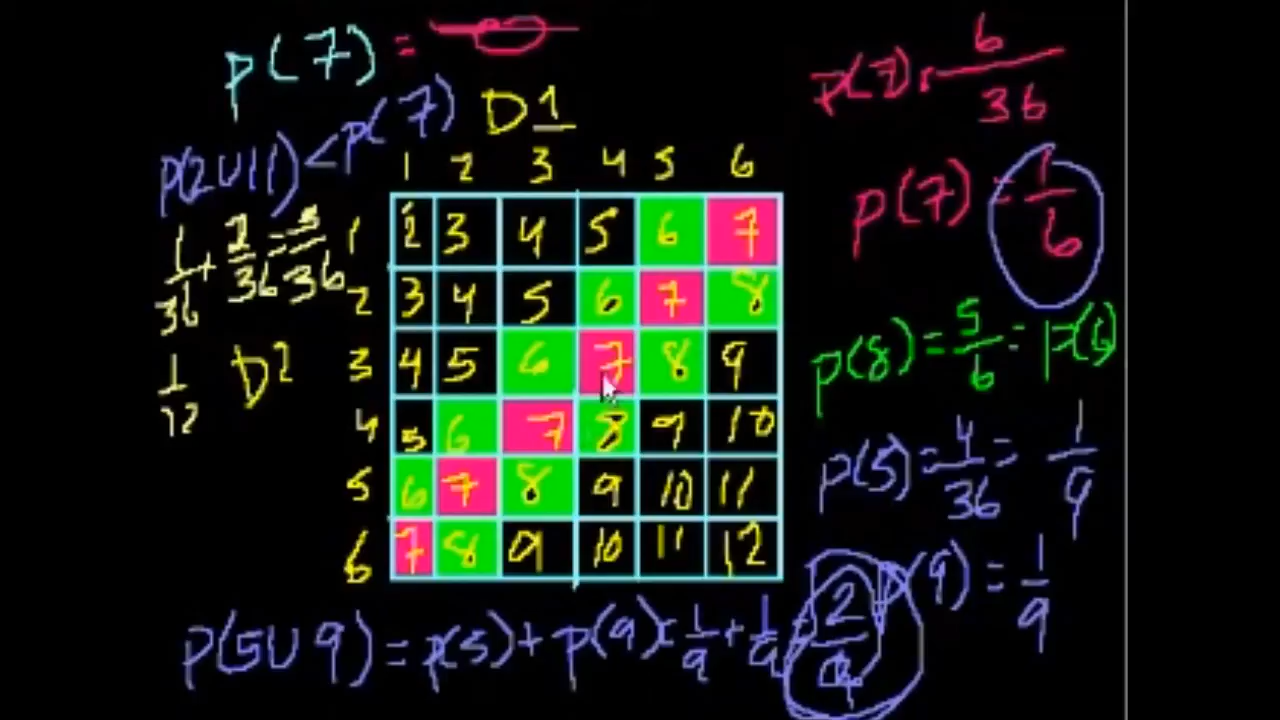 P(7) =
P(7) = 6/36
P(2∪11) < P(7)
D1
1/36 + 2/36 = 3/36
1/12
D2
1 2 3 4 5 6
1 2 3 4 5 6 7
2 3 4 5 6 7 8
3 4 5 6 7 8 9
4 5 6 7 8 9 10
5 6 7 8 9 10 11
6 7 8 9 10 11 12
P(7) = 1/6
P(8) = 5/6 = P(6)
P(5) = 4/36 = 1/9
P(9) = 1/9
P(5∪9) = P(5) + P(9) = 1/9 + 1/9 = 2/9